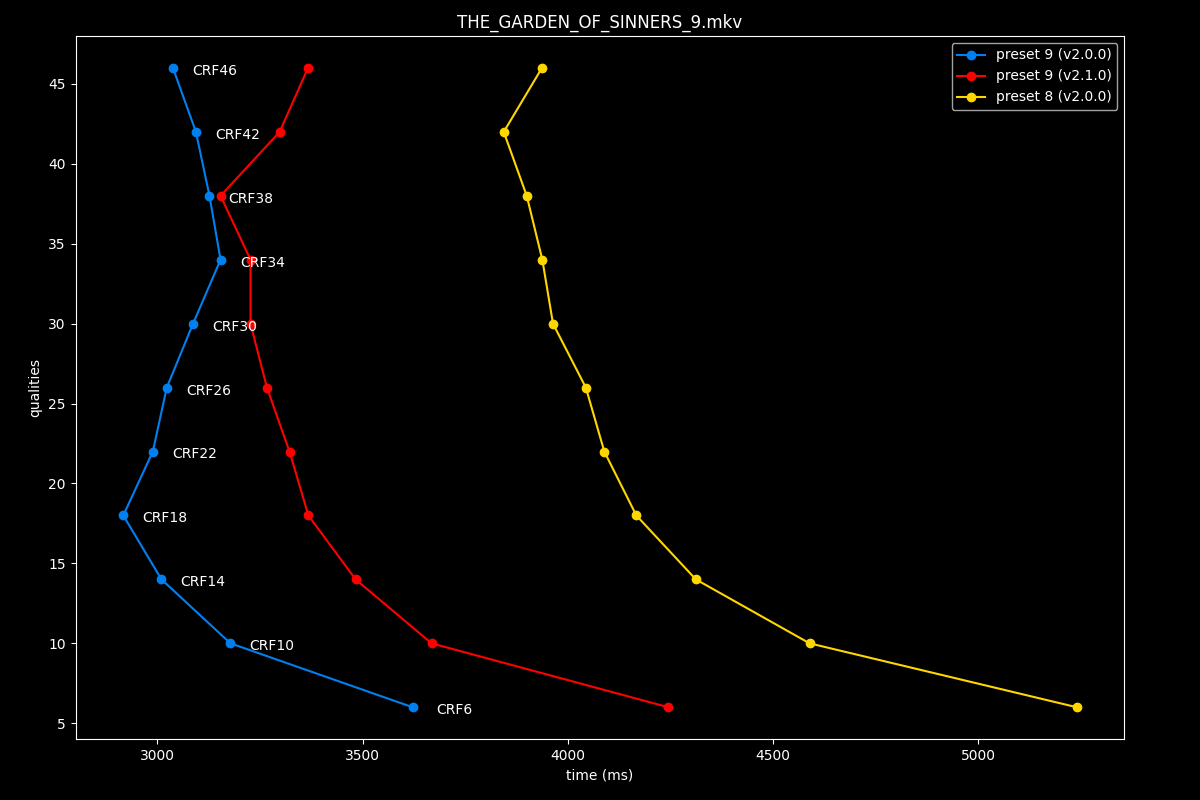 THE_GARDEN_OF_SINNERS_9.mkv
preset 9 (v2.0.0)
preset 9 (v2.1.0)
preset 8 (v2.0.0)
qualities
45
40
35
30
25
20
15
10
5
CRF46
CRF42
CRF38
CRF34
CRF30
CRF26
CRF22
CRF18
CRF14
CRF10
CRF6
3000 3500 4000 4500 5000
time (ms)